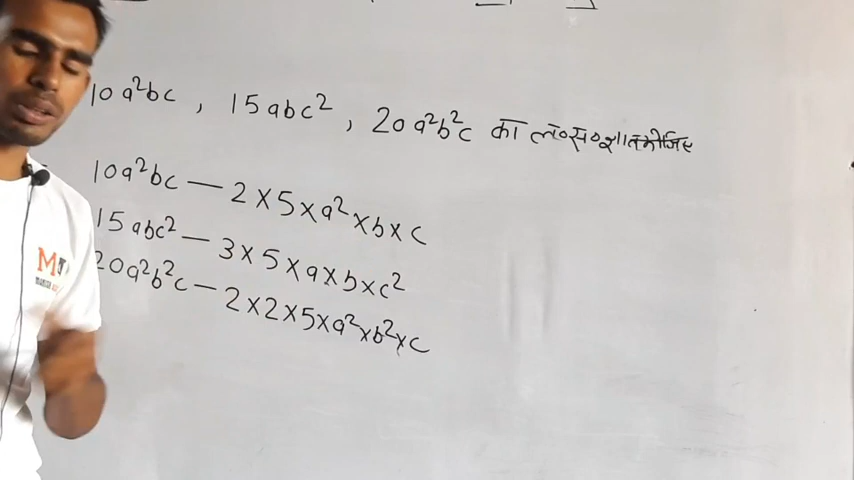 10a²bc , 15abc² , 20a²b²c का ल०स० ज्ञात कीजिए
10a²bc — 2×5×a²×b×c
15abc² — 3×5×a×b×c²
20a²b²c — 2×2×5×a²×b²×c